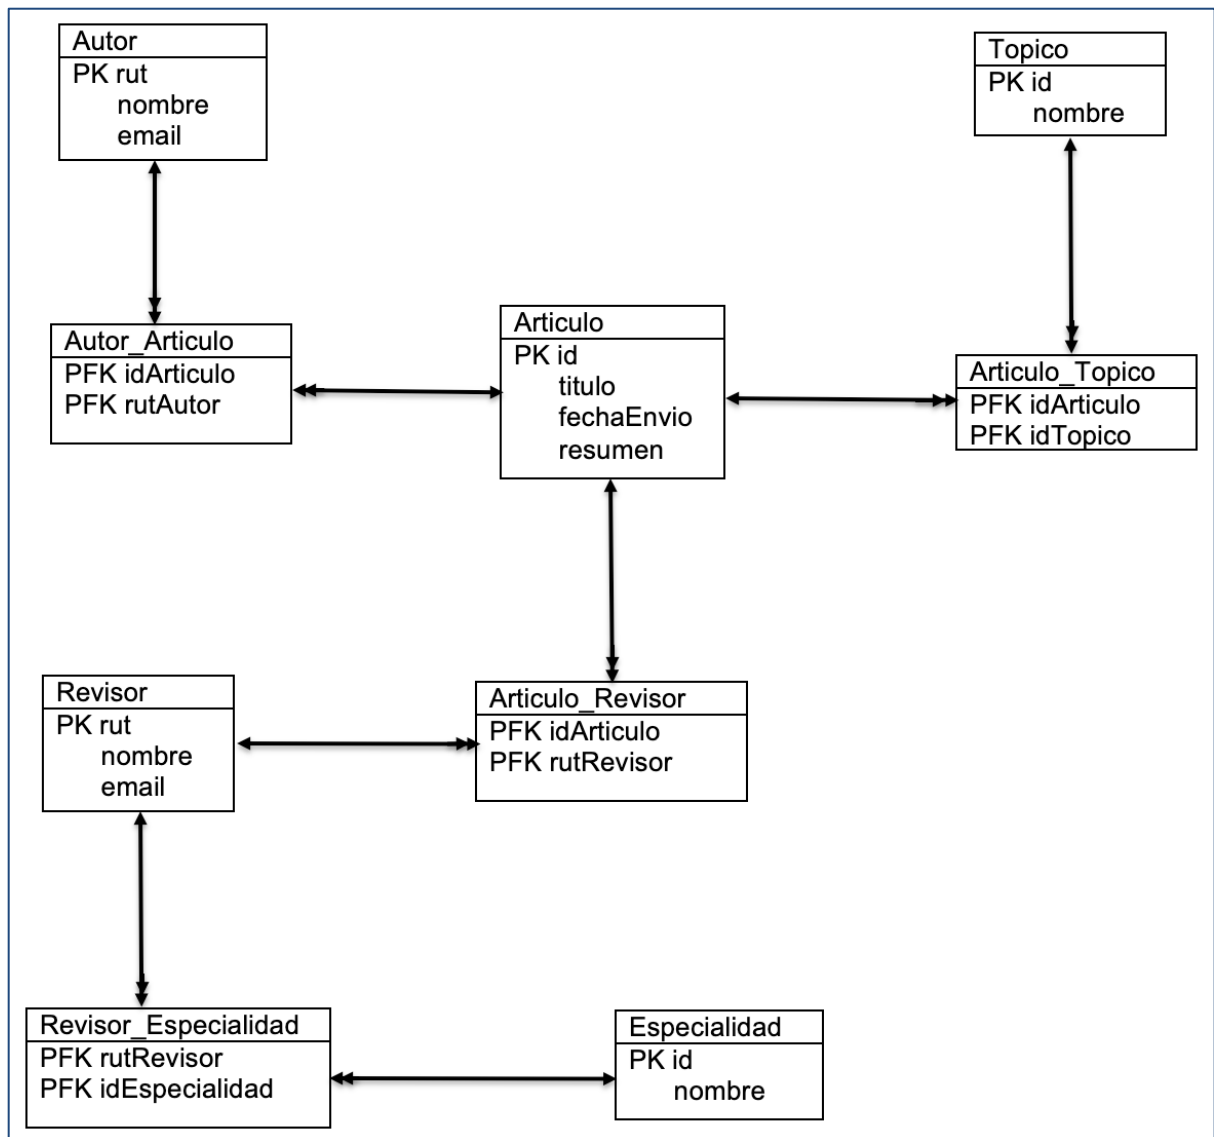 Autor
PK rut
nombre
email
Topico
PK id
nombre
Autor_Articulo
PFK idArticulo
PFK rutAutor
Articulo
PK id
titulo
fechaEnvio
resumen
Articulo_Topico
PFK idArticulo
PFK idTopico
Revisor
PK rut
nombre
email
Articulo_Revisor
PFK idArticulo
PFK rutRevisor
Revisor_Especialidad
PFK rutRevisor
PFK idEspecialidad
Especialidad
PK id
nombre